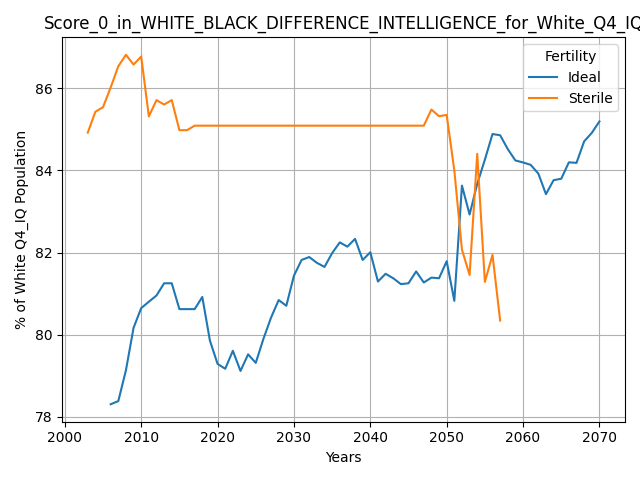 Score_0_in_WHITE_BLACK_DIFFERENCE_INTELLIGENCE_for_White_Q4_IQ
Fertility
Ideal
Sterile
86
84
82
80
78
% of White Q4_IQ Population
2000
2010
2020
2030
2040
2050
2060
2070
Years